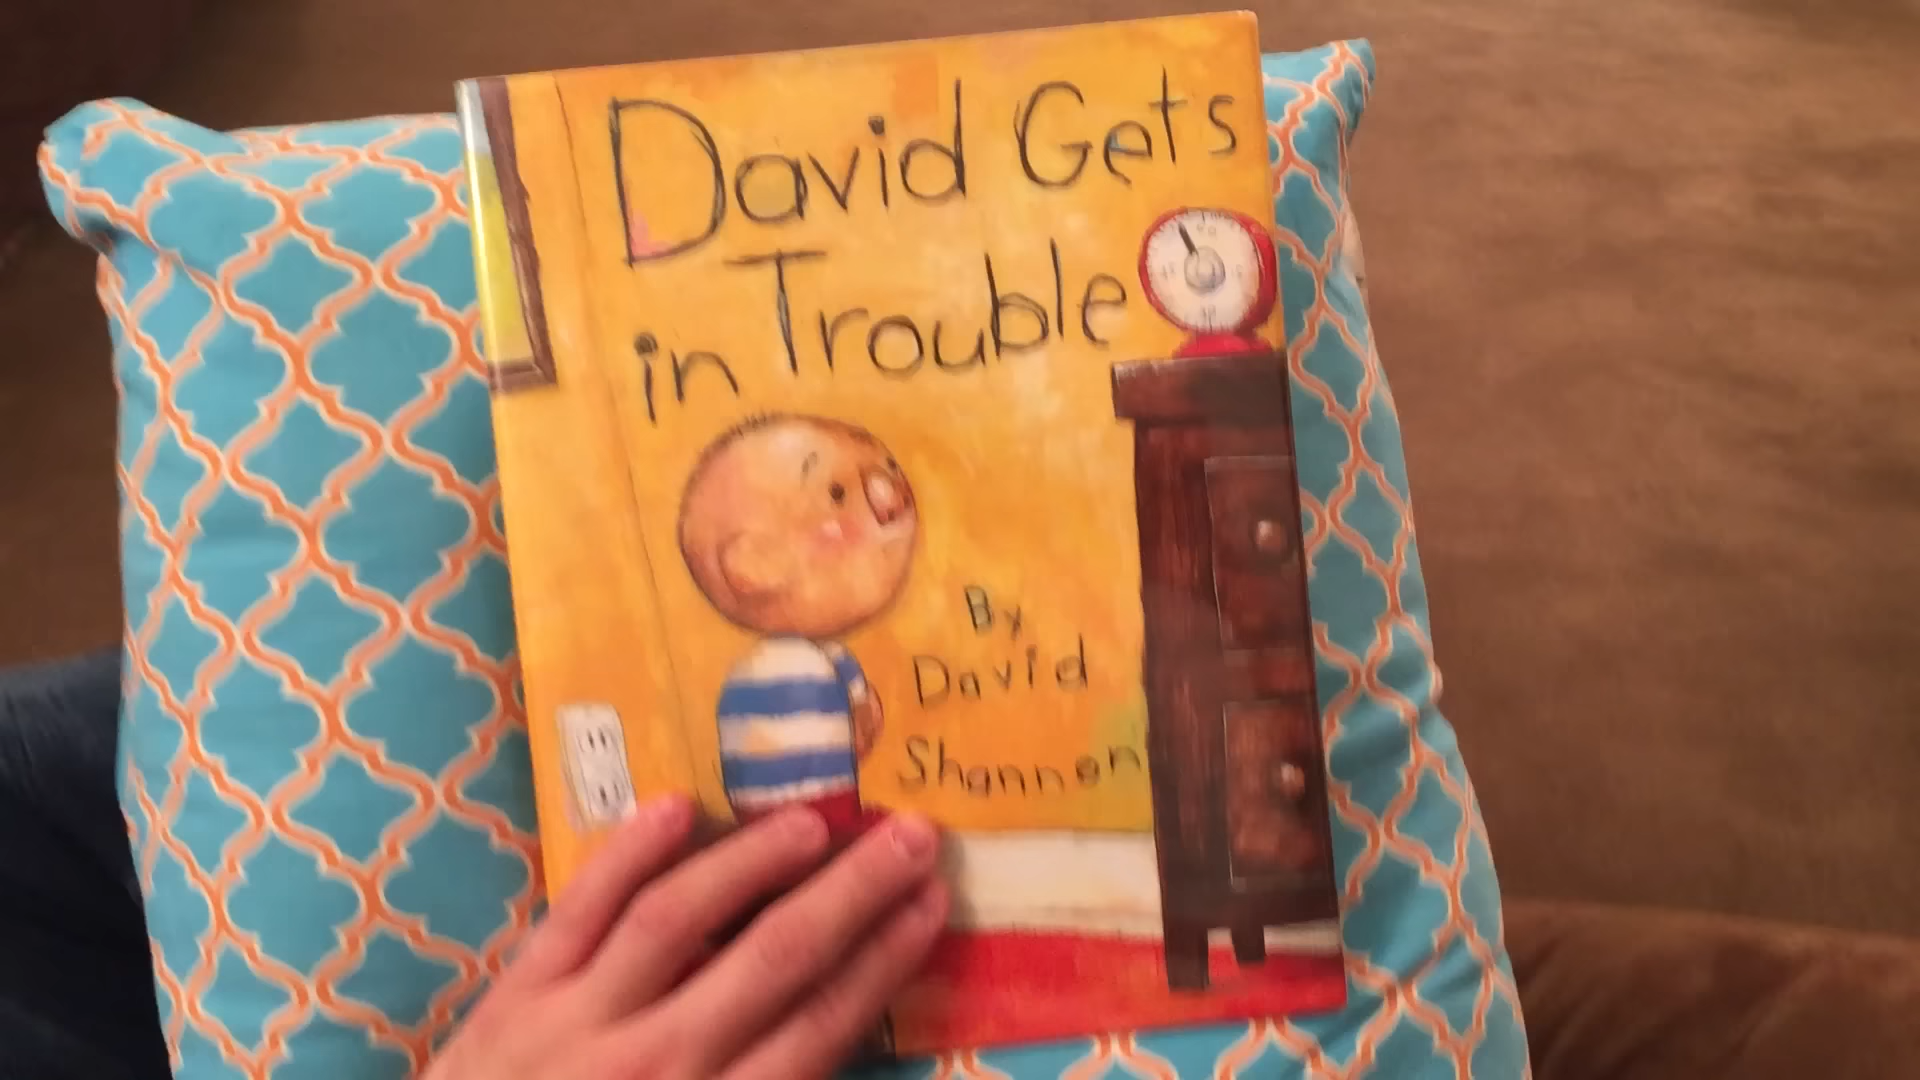 David Gets
in Trouble
By
David
Shannon